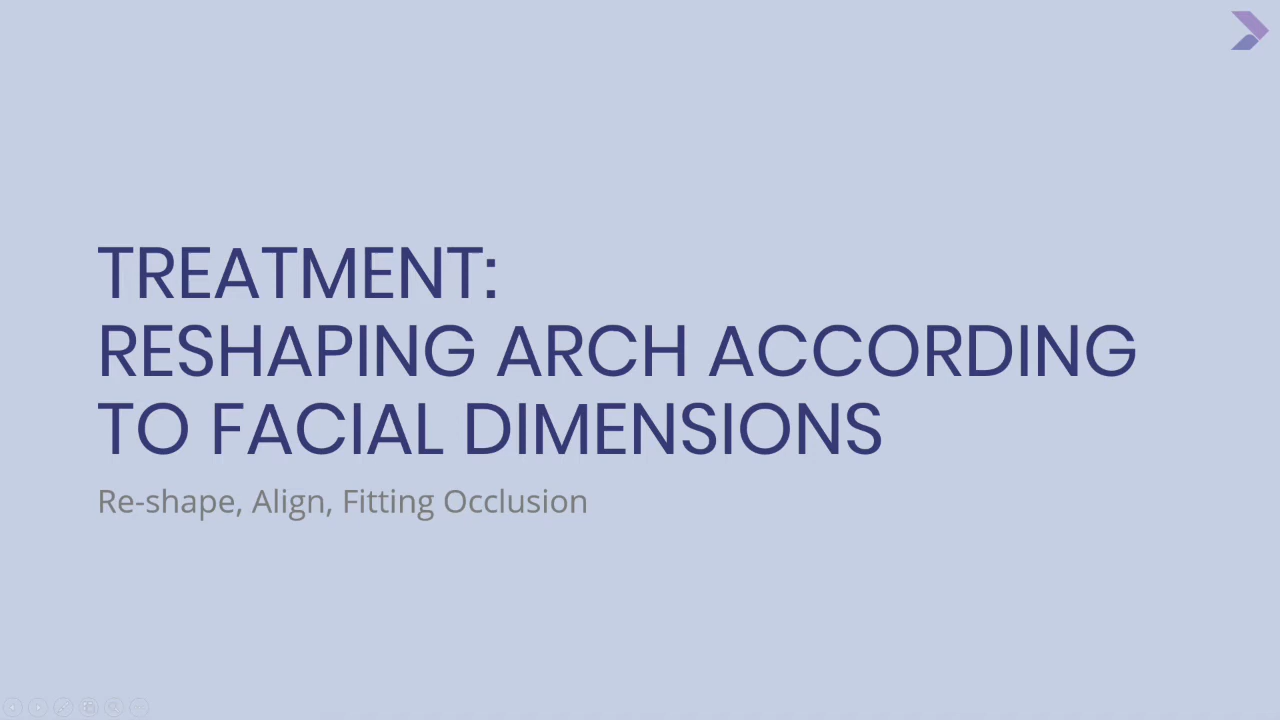 TREATMENT:
RESHAPING ARCH ACCORDING
TO FACIAL DIMENSIONS
Re-shape, Align, Fitting Occlusion